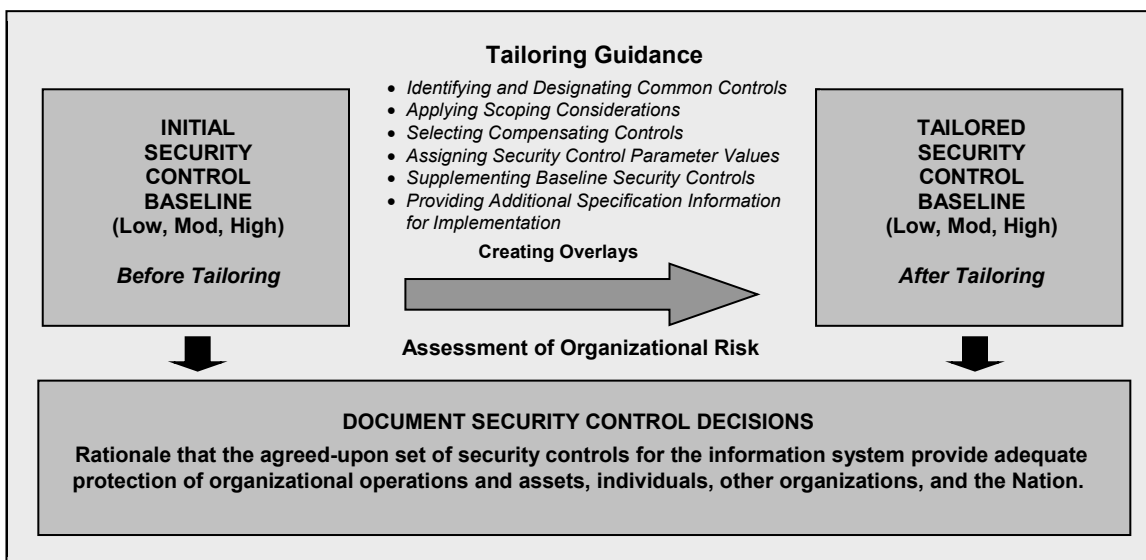 Tailoring Guidance
• Identifying and Designating Common Controls
• Applying Scoping Considerations
• Selecting Compensating Controls
• Assigning Security Control Parameter Values
• Supplementing Baseline Security Controls
• Providing Additional Specification Information
for Implementation
Creating Overlays
Assessment of Organizational Risk
INITIAL
SECURITY
CONTROL
BASELINE
(Low, Mod, High)
Before Tailoring
TAILORED
SECURITY
CONTROL
BASELINE
(Low, Mod, High)
After Tailoring
DOCUMENT SECURITY CONTROL DECISIONS
Rationale that the agreed-upon set of security controls for the information system provide adequate
protection of organizational operations and assets, individuals, other organizations, and the Nation.